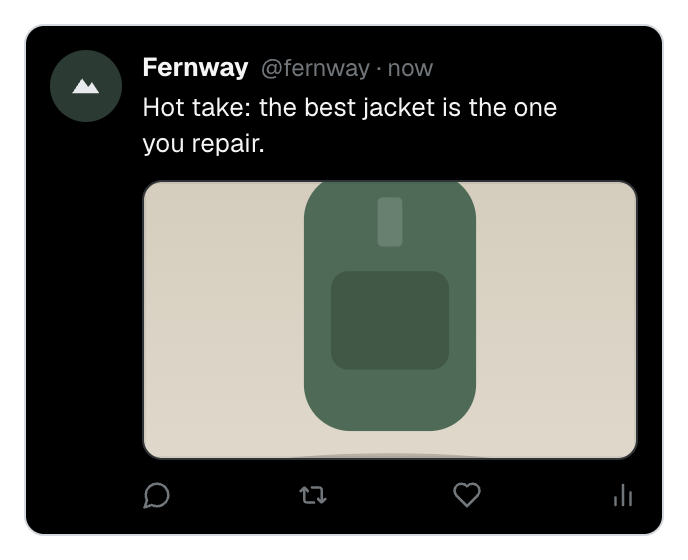 Fernway @fernway · now
Hot take: the best jacket is the one
you repair.